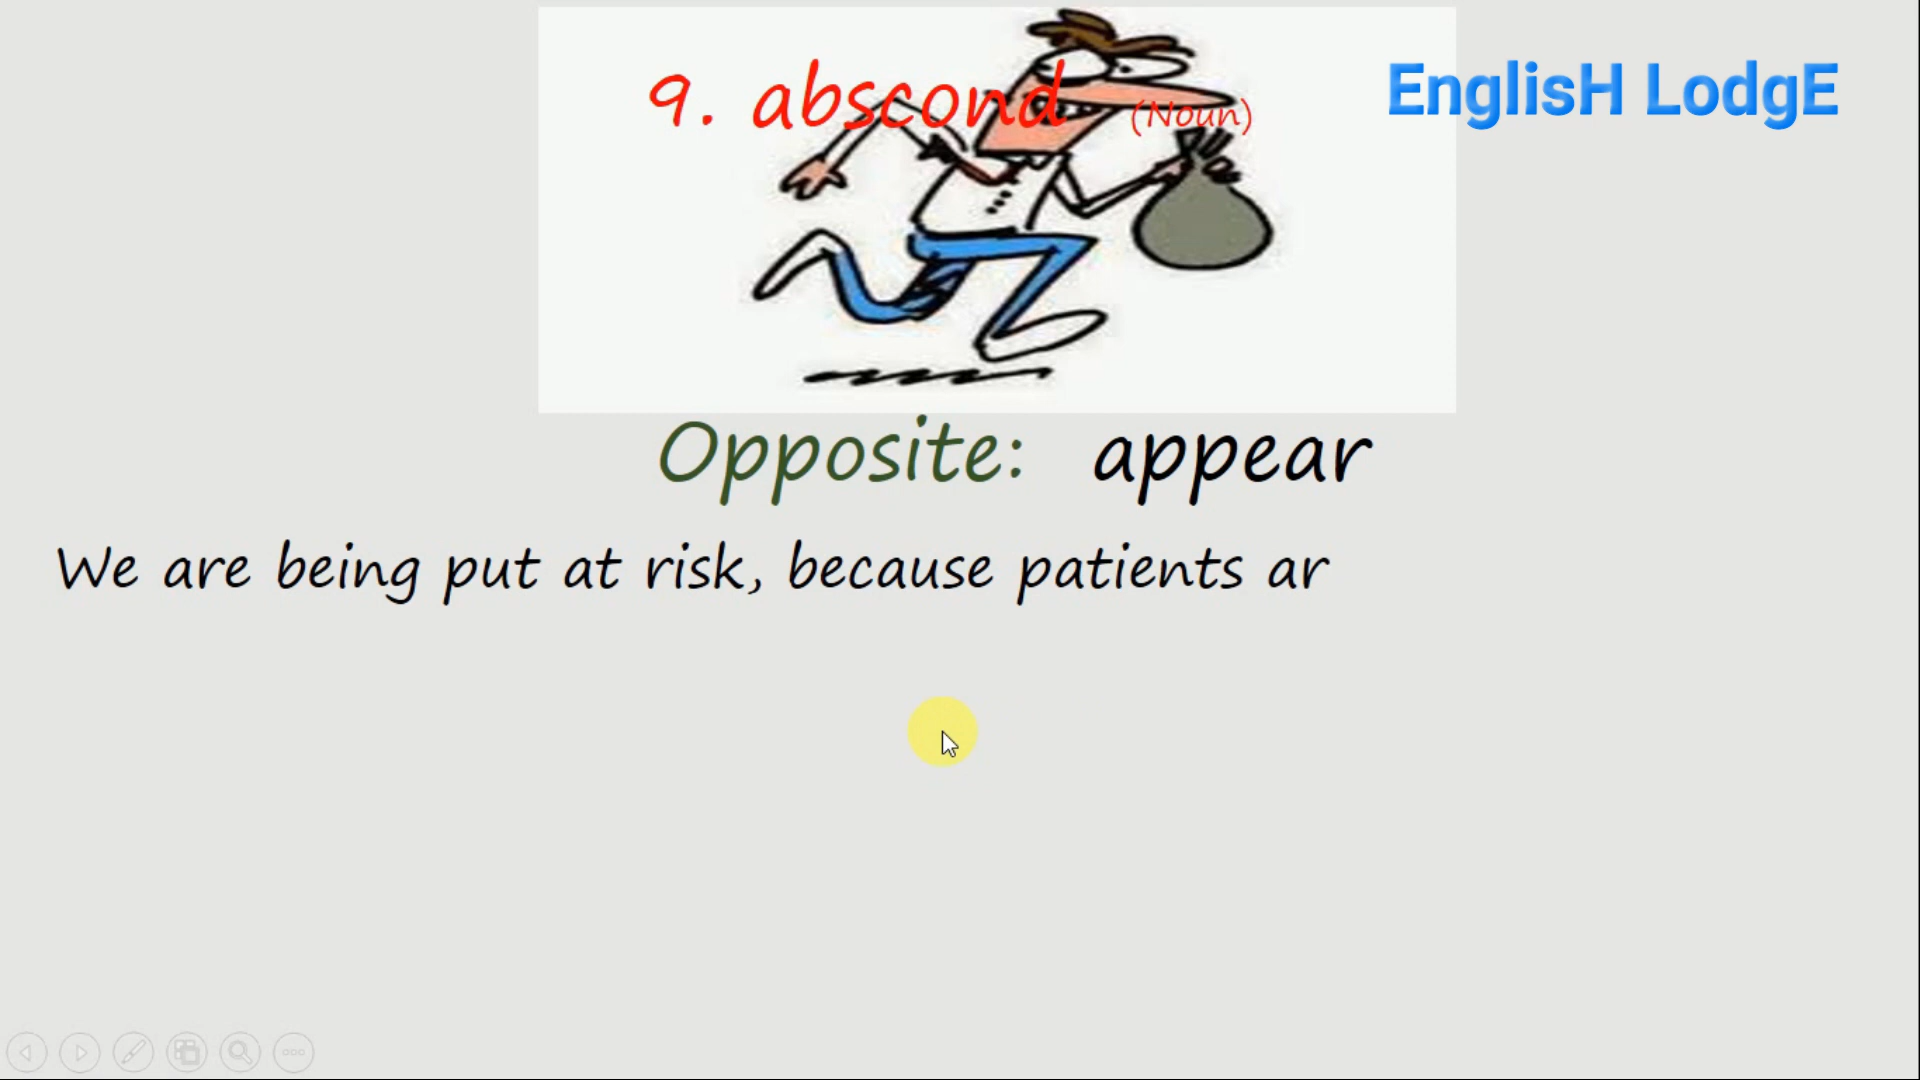 9. abscond (Noun)
EnglisH LodgE
Opposite: appear
We are being put at risk, because patients ar